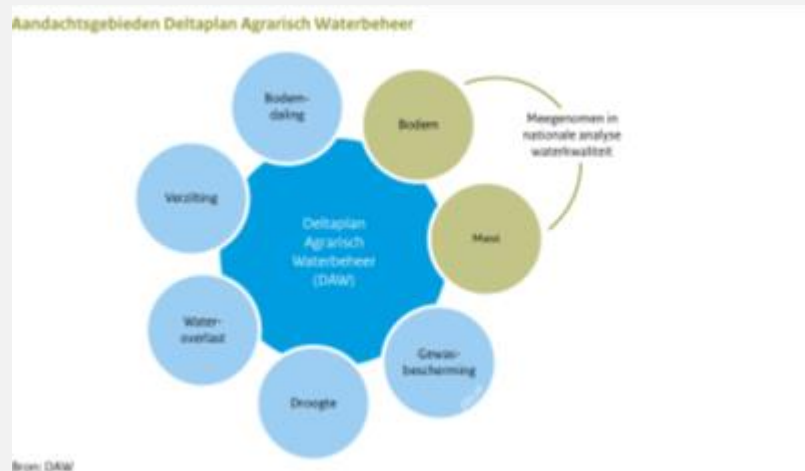 Aandachtsgebieden Deltaplan Agrarisch Waterbeheer
Bodem-
daling
Bodem
Meegenomen in
nationale analyse
waterkwaliteit
Verzilting
Deltaplan
Agrarisch
Waterbeheer
(DAW)
Mest
Water-
overlast
Gewas-
bescherming
Droogte
Bron: DAW